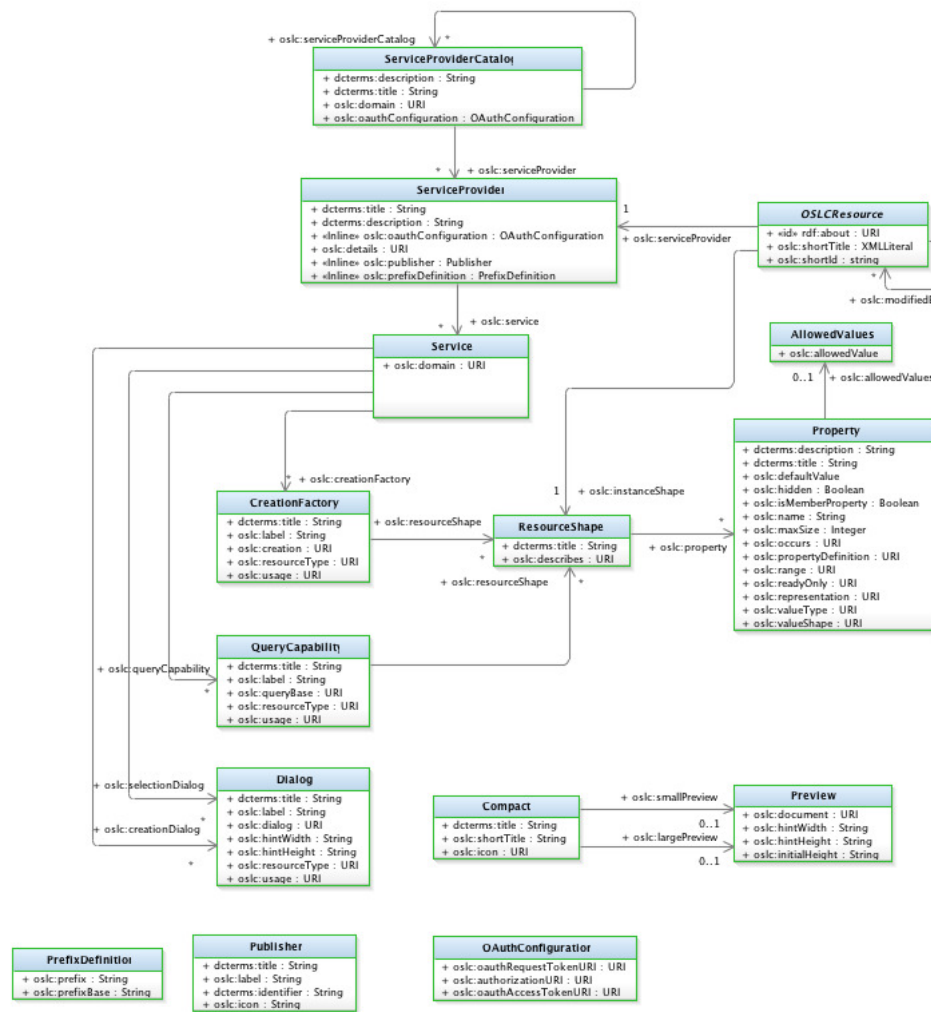 + oslc:serviceProviderCatalog
*
ServiceProviderCatalog
+ dcterms:description : String
+ dcterms:title : String
+ oslc:domain : URI
+ oslc:oauthConfiguration : OAuthConfiguration
*
+ oslc:serviceProvider
ServiceProvider
+ dcterms:title : String
+ dcterms:description : String
+ «Inline» oslc:oauthConfiguration : OAuthConfiguration
+ oslc:details : URI
+ «Inline» oslc:publisher : Publisher
+ «Inline» oslc:prefixDefinition : PrefixDefinition
1
+ oslc:serviceProvider
OSLCResource
+ «id» rdf:about : URI
+ oslc:shortTitle : XMLLiteral
+ oslc:shortId : string
*
+ oslc:modifiedB
*
+ oslc:service
Service
+ oslc:domain : URI
AllowedValues
+ oslc:allowedValue
0..1
+ oslc:allowedValues
Property
+ dcterms:description : String
+ dcterms:title : String
+ oslc:defaultValue
+ oslc:hidden : Boolean
+ oslc:isMemberProperty : Boolean
+ oslc:name : String
+ oslc:maxSize : Integer
+ oslc:occurs : URI
+ oslc:propertyDefinition : URI
+ oslc:range : URI
+ oslc:readyOnly : URI
+ oslc:representation : URI
+ oslc:valueType : URI
+ oslc:valueShape : URI
*
+ oslc:creationFactory
CreationFactory
+ dcterms:title : String
+ oslc:label : String
+ oslc:creation : URI
+ oslc:resourceType : URI
+ oslc:usage : URI
+ oslc:resourceShape
*
1
+ oslc:instanceShape
ResourceShape
+ dcterms:title : String
+ oslc:describes : URI
*
+ oslc:property
+ oslc:resourceShape
*
QueryCapability
+ dcterms:title : String
+ oslc:label : String
+ oslc:queryBase : URI
+ oslc:resourceType : URI
+ oslc:usage : URI
+ oslc:queryCapability
*
Dialog
+ dcterms:title : String
+ oslc:label : String
+ oslc:dialog : URI
+ oslc:hintWidth : String
+ oslc:hintHeight : String
+ oslc:resourceType : URI
+ oslc:usage : URI
+ oslc:selectionDialog
*
+ oslc:creationDialog
*
Compact
+ dcterms:title : String
+ oslc:shortTitle : String
+ oslc:icon : URI
+ oslc:smallPreview
0..1
+ oslc:largePreview
0..1
Preview
+ oslc:document : URI
+ oslc:hintWidth : String
+ oslc:hintHeight : String
+ oslc:initialHeight : String
PrefixDefinition
+ oslc:prefix : String
+ oslc:prefixBase : String
Publisher
+ dcterms:title : String
+ oslc:label : String
+ dcterms:identifier : String
+ oslc:icon : String
OAuthConfiguration
+ oslc:oauthRequestTokenURI : URI
+ oslc:authorizationURI : URI
+ oslc:oauthAccessTokenURI : URI